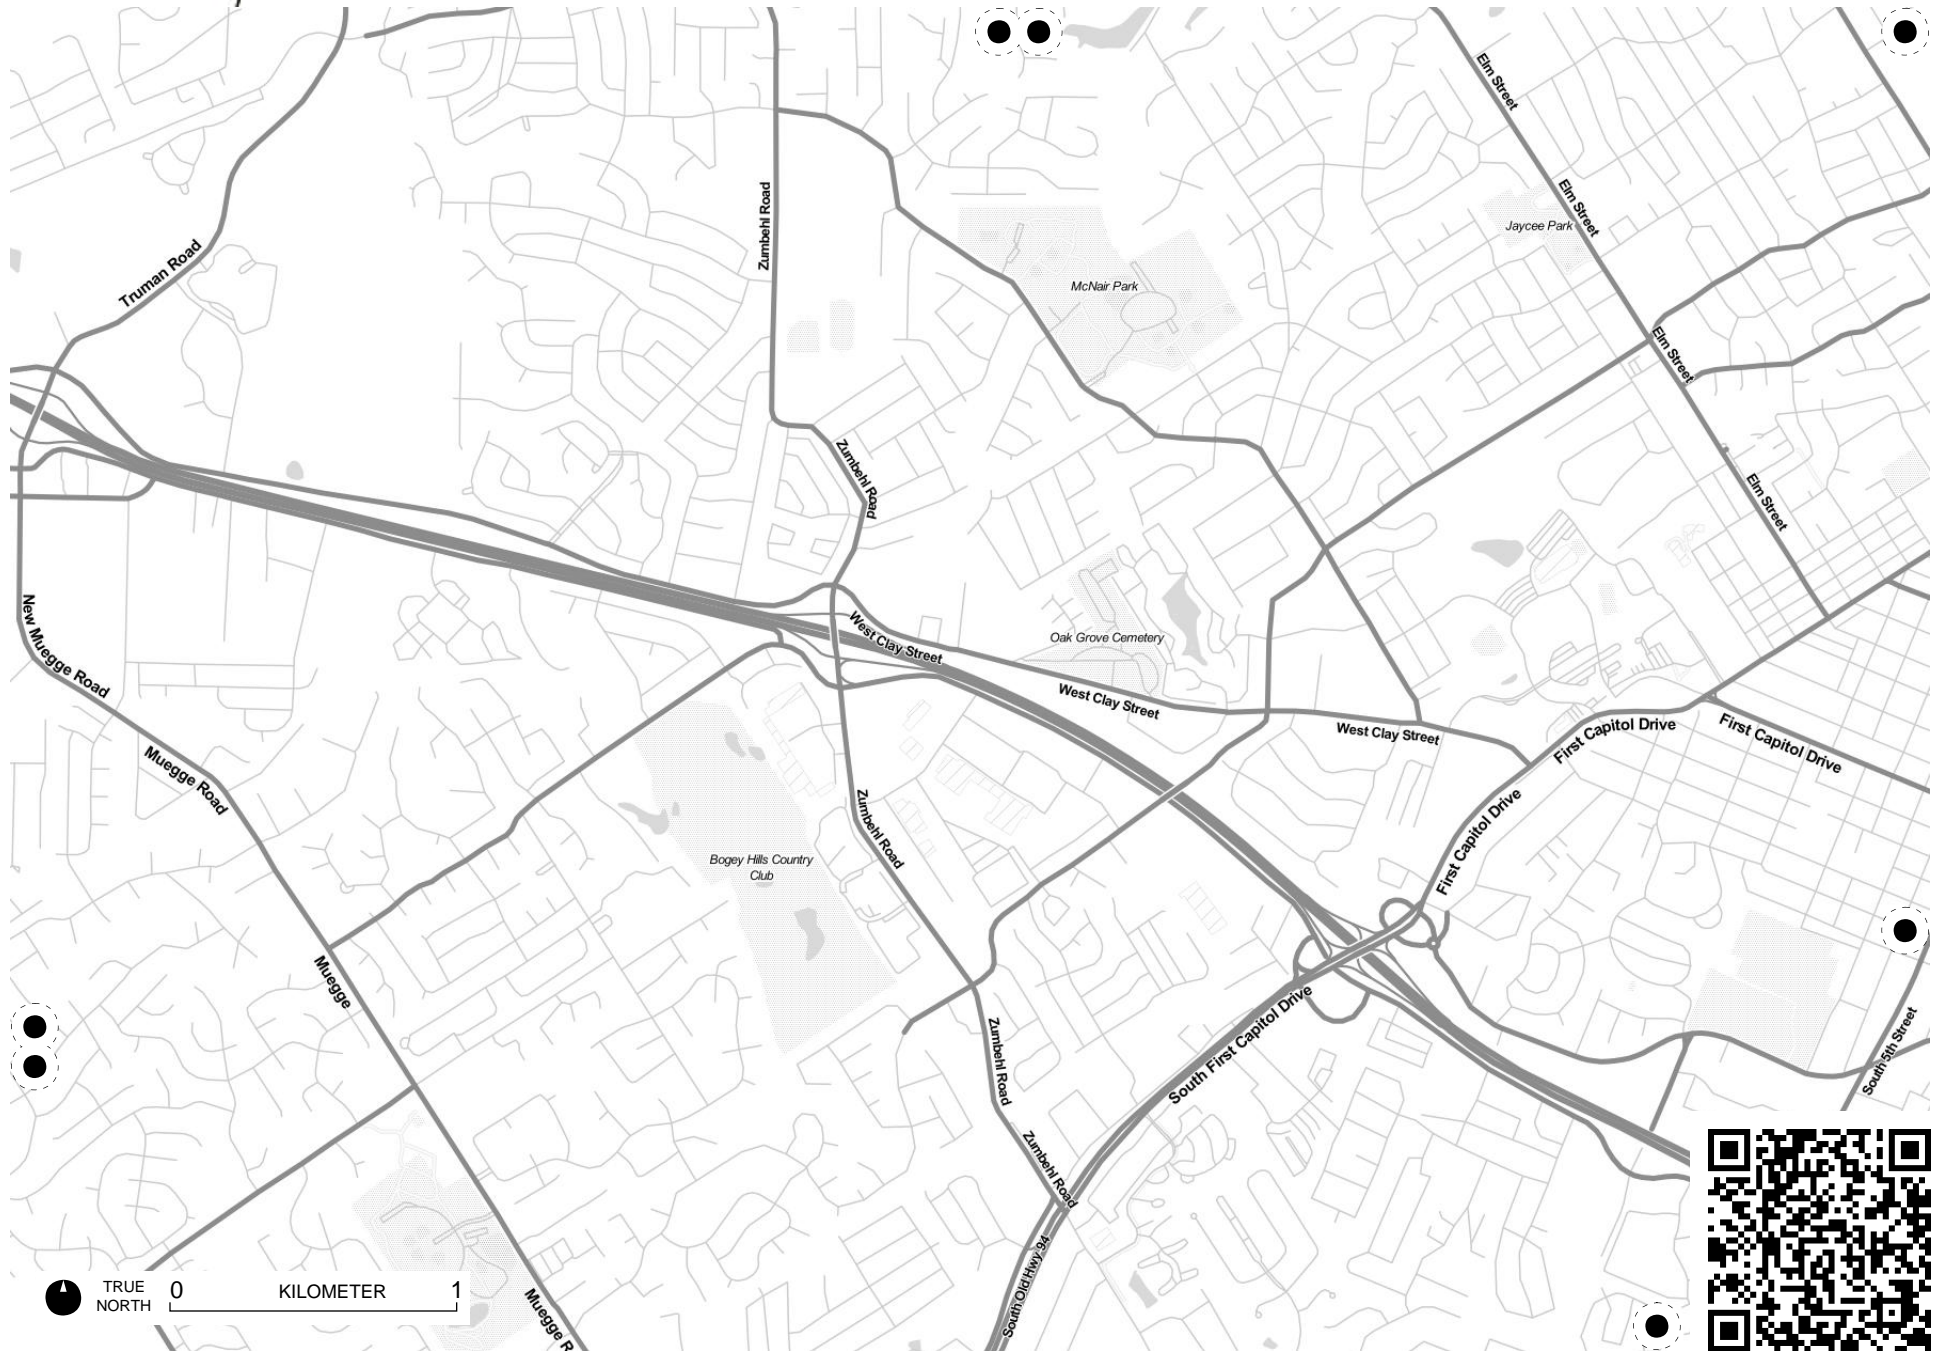 Elm Street
Elm Street
Zumbehl Road
Jaycee Park
Truman Road
McNair Park
Elm Street
Zumbehl Road
Elm Street
New Muegge Road
West Clay Street
Oak Grove Cemetery
West Clay Street
West Clay Street
First Capitol Drive
First Capitol Drive
Muegge Road
Zumbehl Road
First Capitol Drive
Bogey Hills Country
Club
Muegge
South First Capitol Drive
Zumbehl Road
South 5th Street
Zumbehl Road
South Old Hwy 94
TRUE
NORTH
0 KILOMETER 1
Muegge R